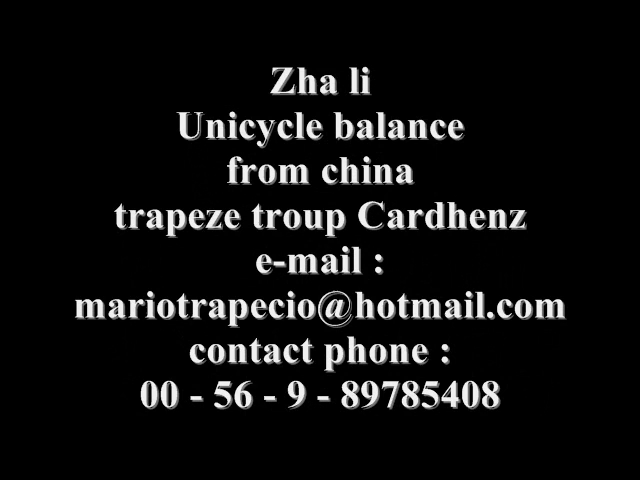 Zha li
Unicycle balance
from china
trapeze troup Cardhenz
e-mail :
mariotrapecio@hotmail.com
contact phone :
00 - 56 - 9 - 89785408